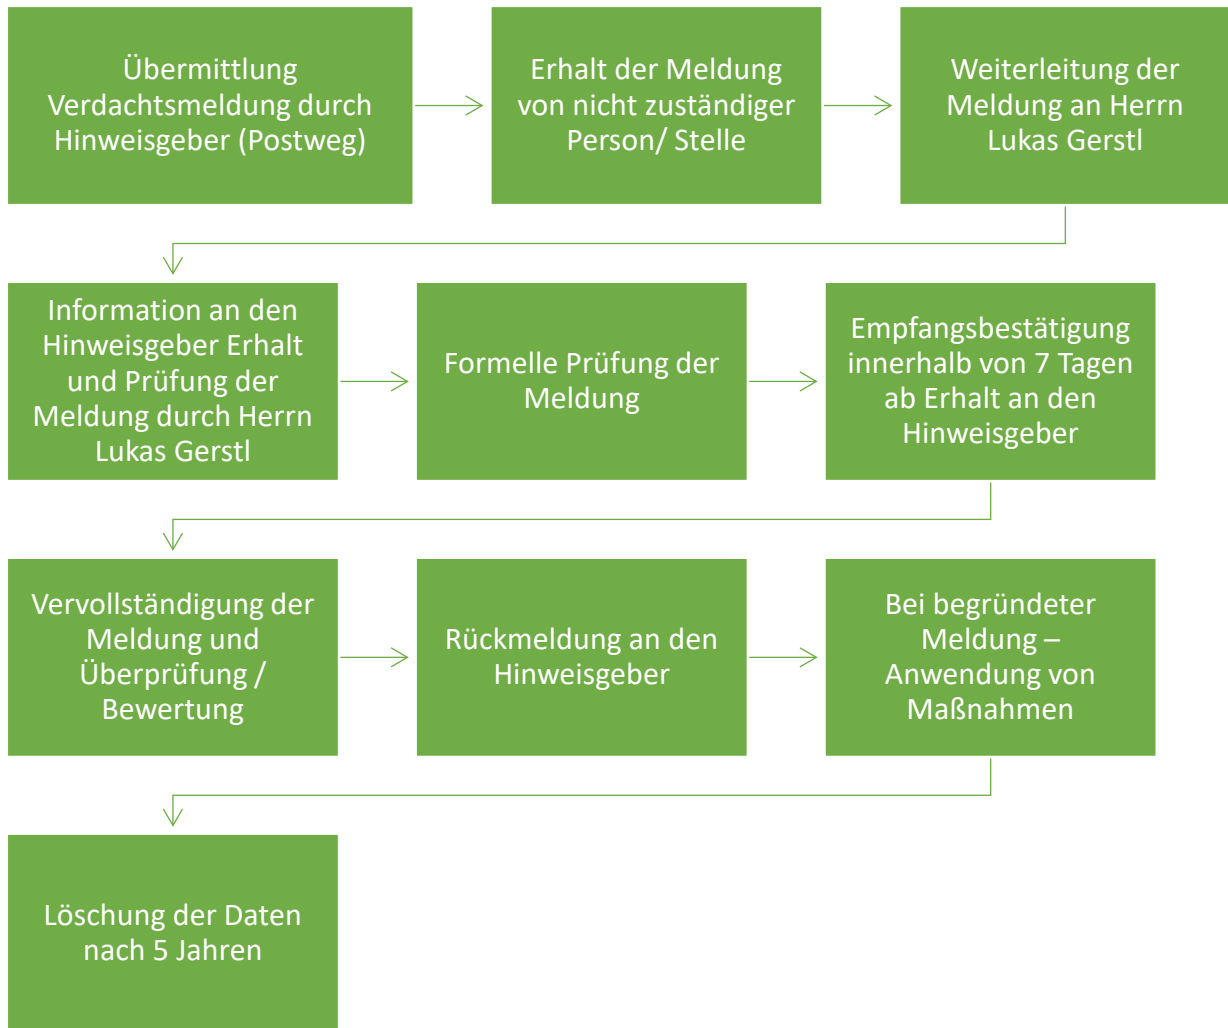 Übermittlung
Verdachtsmeldung durch
Hinweisgeber (Postweg)
Erhalt der Meldung
von nicht zuständiger
Person/ Stelle
Weiterleitung der
Meldung an Herrn
Lukas Gerstl
Information an den
Hinweisgeber Erhalt
und Prüfung der
Meldung durch Herrn
Lukas Gerstl
Formelle Prüfung der
Meldung
Empfangsbestätigung
innerhalb von 7 Tagen
ab Erhalt an den
Hinweisgeber
Vervollständigung der
Meldung und
Überprüfung /
Bewertung
Rückmeldung an den
Hinweisgeber
Bei begründeter
Meldung –
Anwendung von
Maßnahmen
Löschung der Daten
nach 5 Jahren